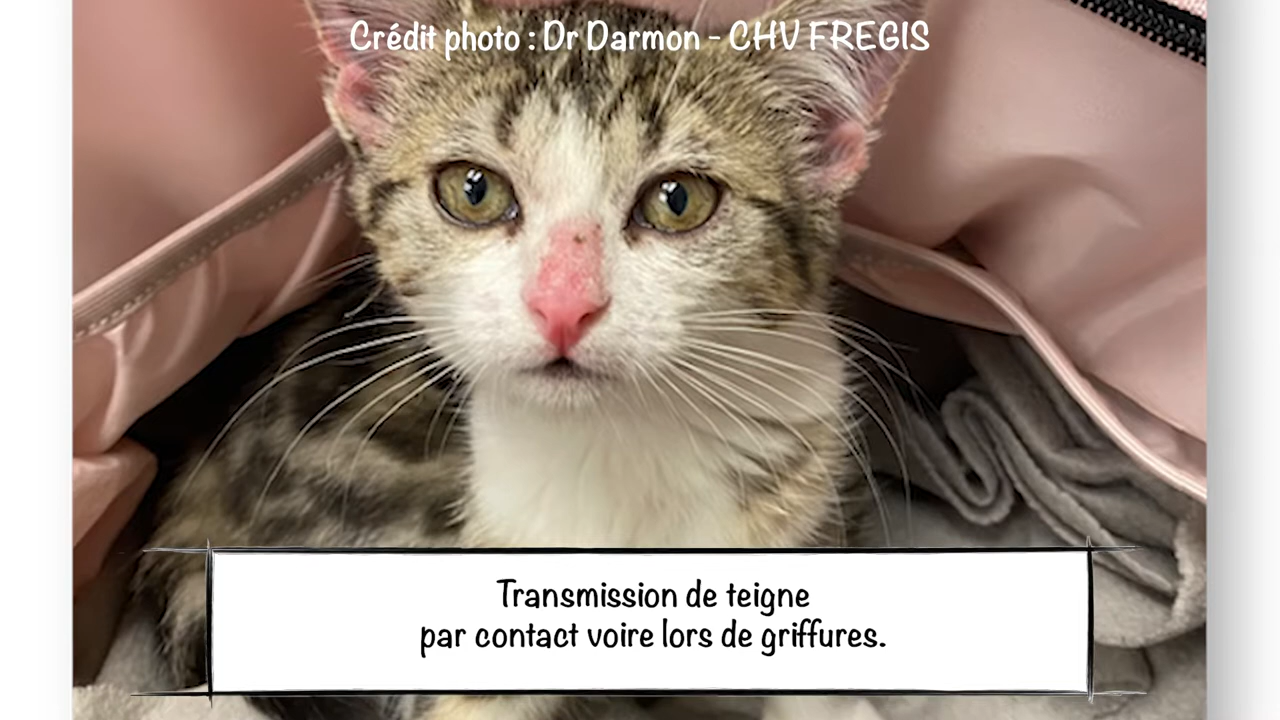 Crédit photo : Dr Darmon - CHV FREGIS
Transmission de teigne
par contact voire lors de griffures.